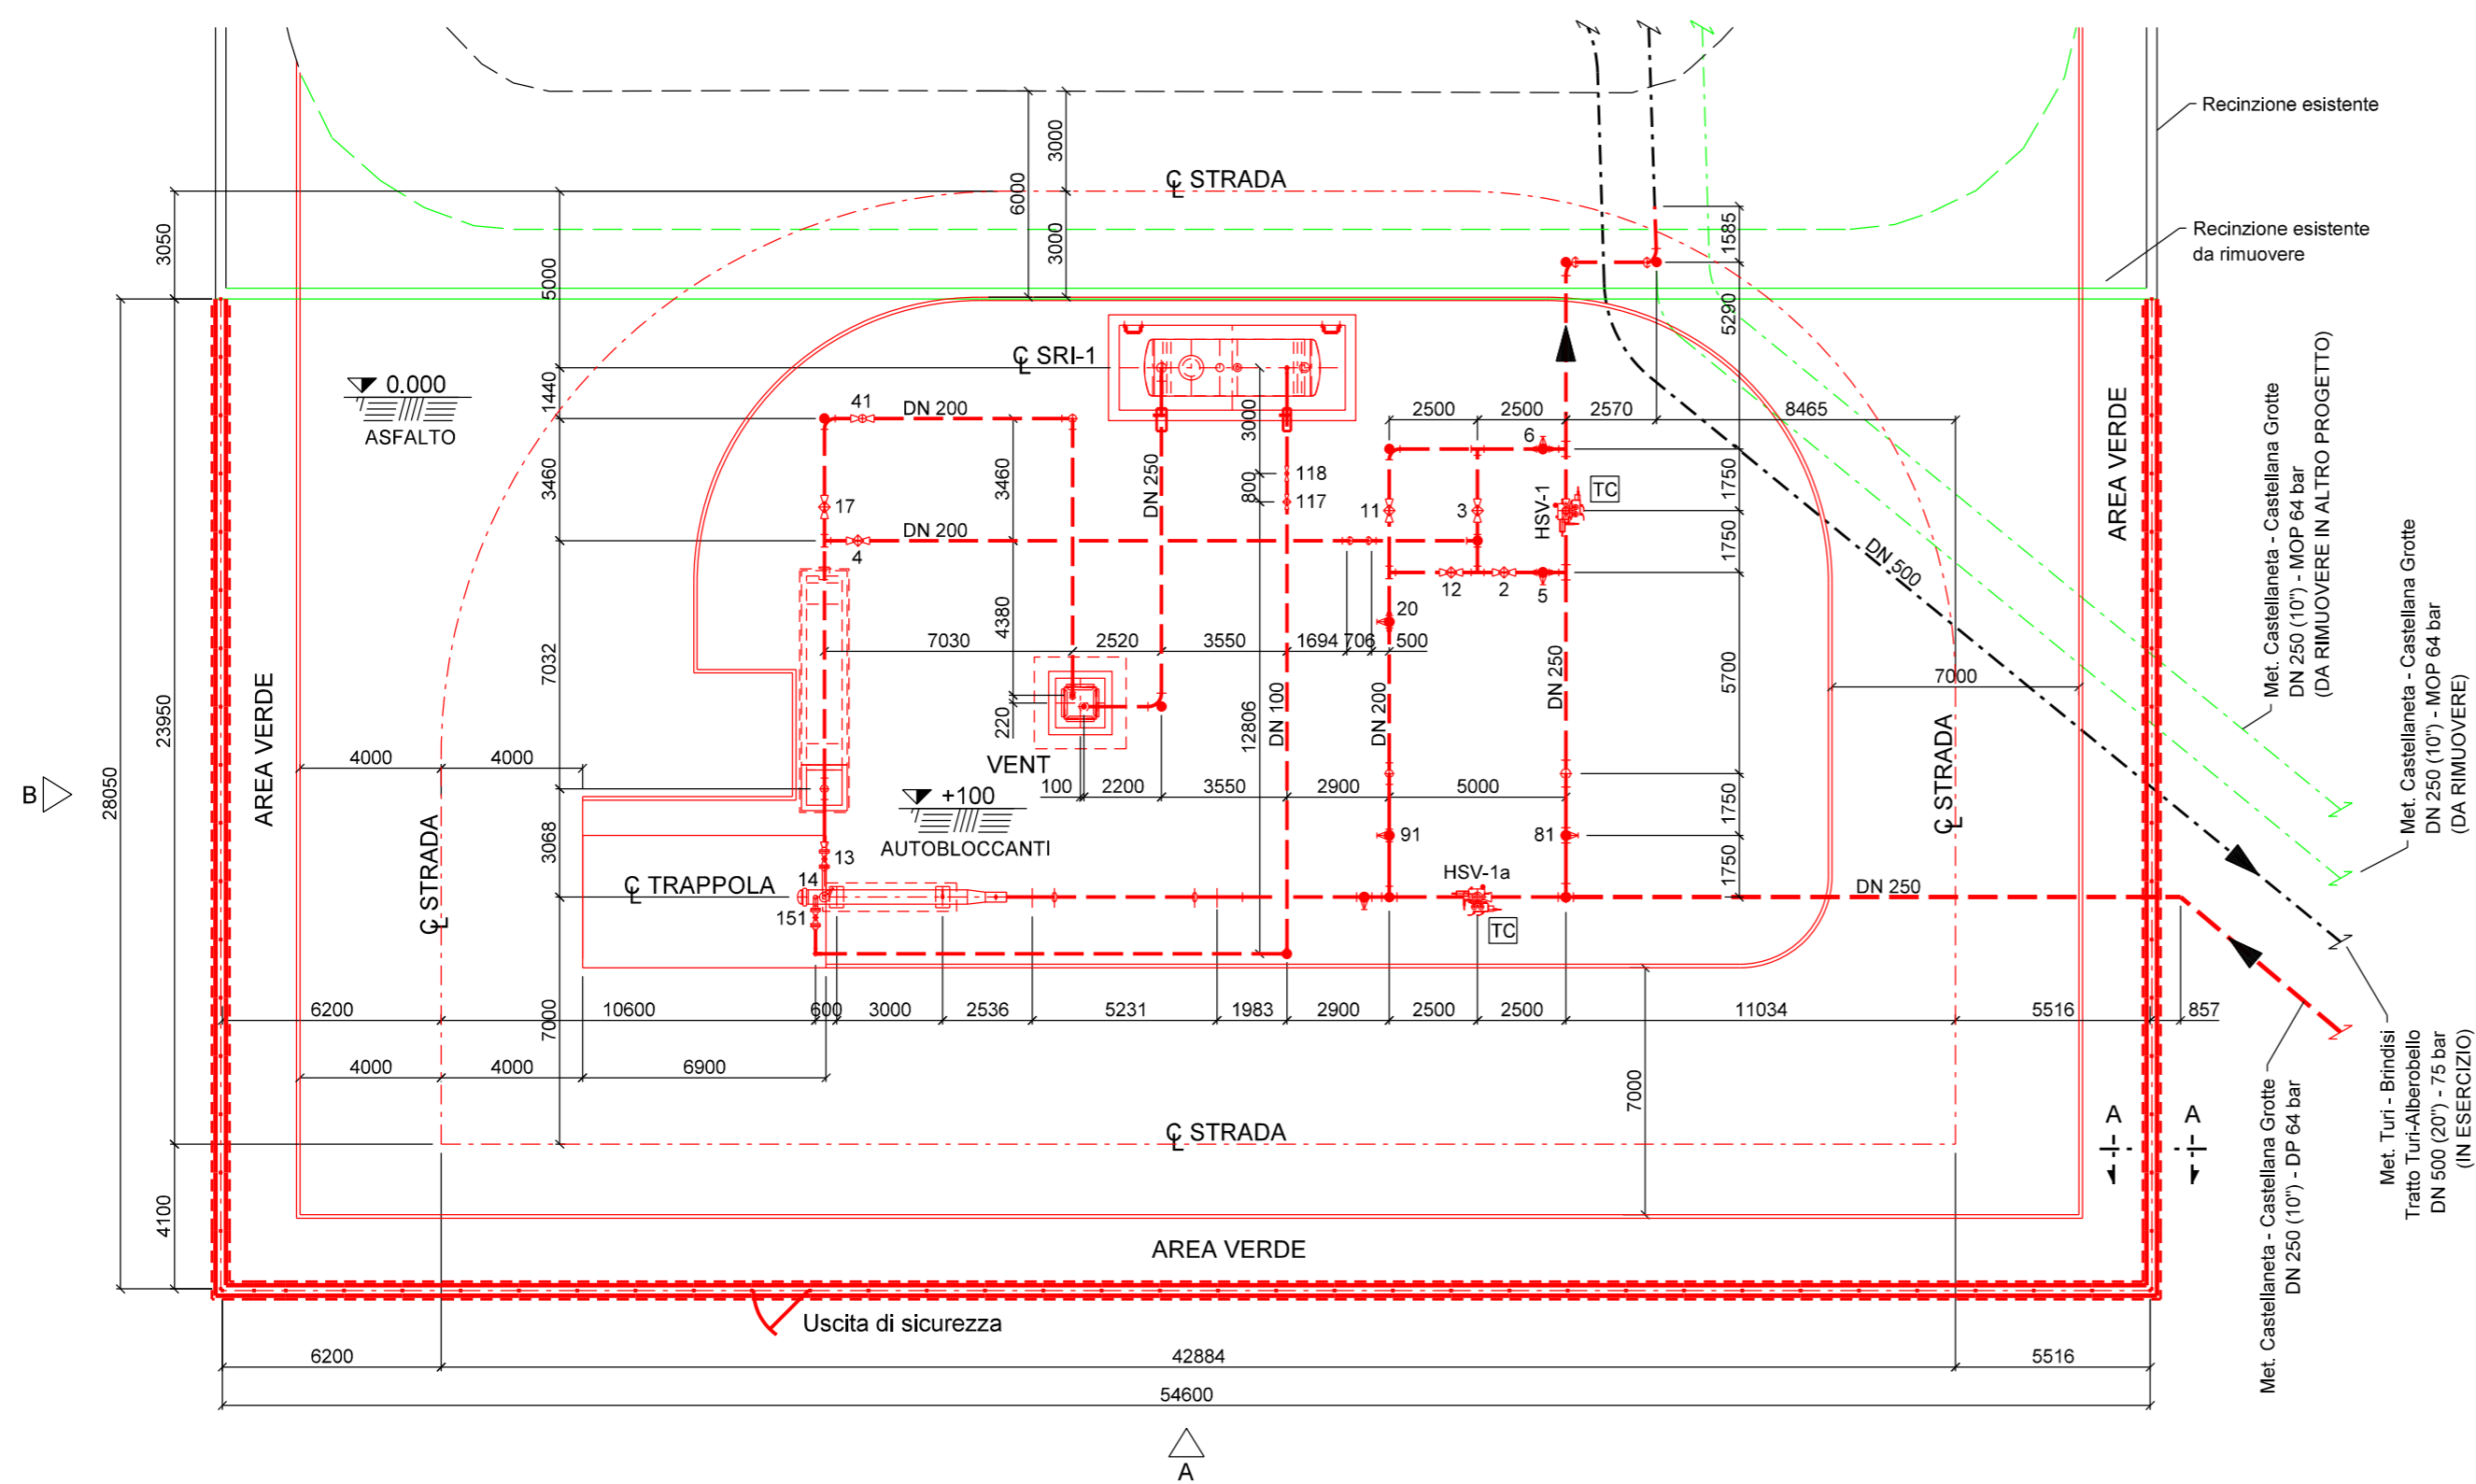 Recinzione esistente
3000
6000
℄ STRADA
3000
3050
5000
1585
Recinzione esistente
da rimuovere
5290
℄ SRI-1
0.000
ASFALTO
1440
41
DN 200
3000
2500
2500
2570
8465
6
AREA VERDE
3460
3460
DN 250
118
800
117
17
11
3
HSV-1
TC
1750
DN 200
4
1750
12
2
5
DN 500
20
4380
7030
2520
3550
1694
706
500
7032
5700
7000
220
12806
DN 100
DN 200
DN 250
23950
28050
AREA VERDE
VENT
4000
4000
100
2200
3550
2900
5000
1750
B
+100
AUTOBLOCCANTI
℄ STRADA
℄ STRADA
3068
91
81
13
14
℄ TRAPPOLA
HSV-1a
1750
DN 250
151
TC
6200
10600
600
3000
2536
5231
1983
2900
2500
2500
11034
5516
857
7000
4000
4000
6900
7000
℄ STRADA
A
A
4100
AREA VERDE
Uscita di sicurezza
6200
42884
5516
54600
A
Met. Castellaneta - Castellana Grotte
DN 250 (10") - MOP 64 bar
(DA RIMUOVERE IN ALTRO PROGETTO)
Met. Castellaneta - Castellana Grotte
DN 250 (10") - MOP 64 bar
(DA RIMUOVERE)
Met. Turi - Brindisi
Tratto Turi-Alberobello
DN 500 (20") - 75 bar
(IN ESERCIZIO)
Met. Castellaneta - Castellana Grotte
DN 250 (10") - DP 64 bar